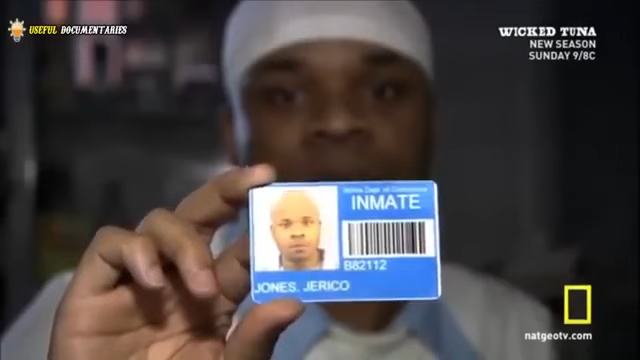 USEFUL DOCUMENTARIES
WICKED TUNA
NEW SEASON
SUNDAY 9/8C
INMATE
B82112
JONES. JERICO
natgeotv.com